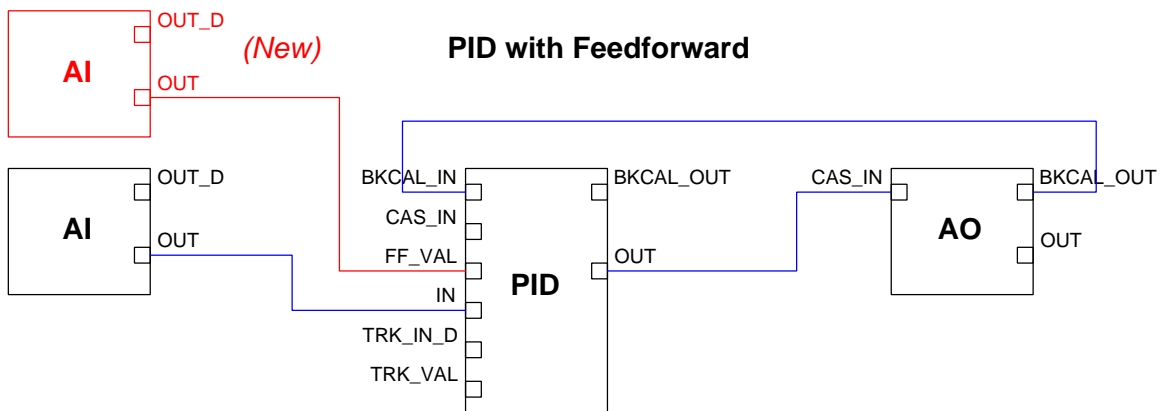 OUT_D
(New)
PID with Feedforward
AI
OUT
OUT_D
AI
OUT
BKCAL_IN
CAS_IN
FF_VAL
IN
TRK_IN_D
TRK_VAL
PID
BKCAL_OUT
OUT
CAS_IN
AO
BKCAL_OUT
OUT